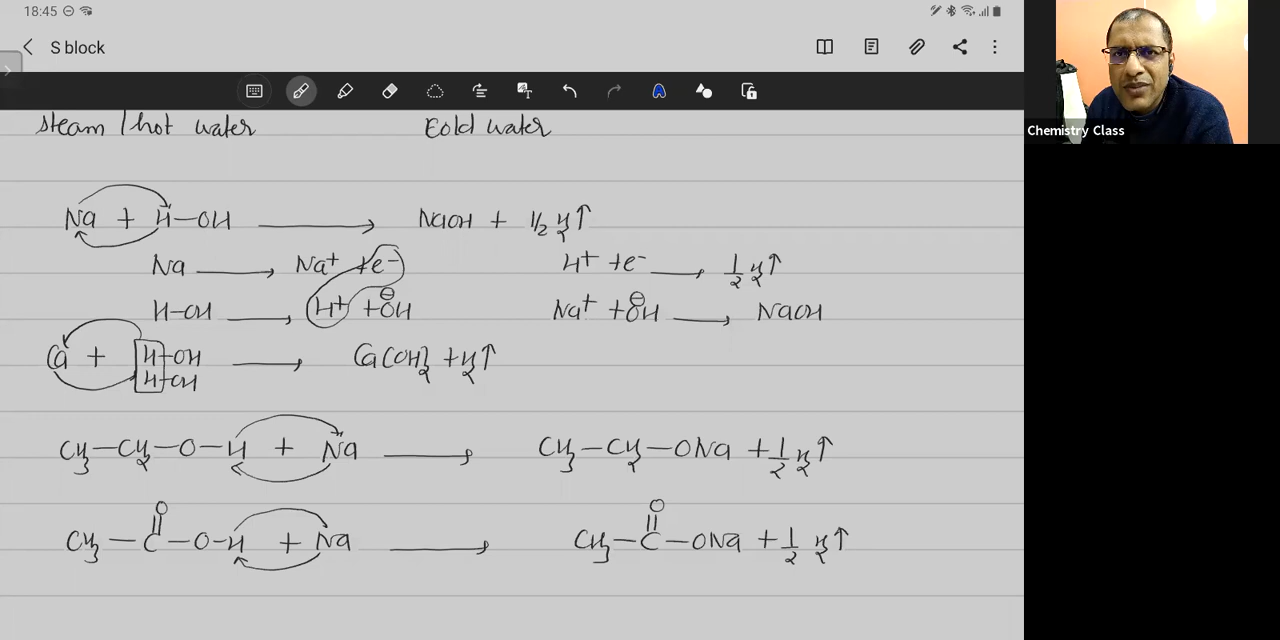 18:45
S block
Chemistry Class
steam / hot water    Cold water
Na + H—OH ⟶ NaOH + 1/2 H2↑
Na ⟶ Na+ + e-    H+ + e- ⟶ 1/2 H2↑
H—OH ⟶ H+ + ⊖OH    Na+ + ⊖OH ⟶ NaOH
Ca + H—OH ⟶ Ca(OH)2 + H2↑
H—OH
CH3—CH2—O—H + Na ⟶ CH3—CH2—ONa + 1/2 H2↑
O    O
CH3—C—O—H + Na ⟶ CH3—C—ONa + 1/2 H2↑